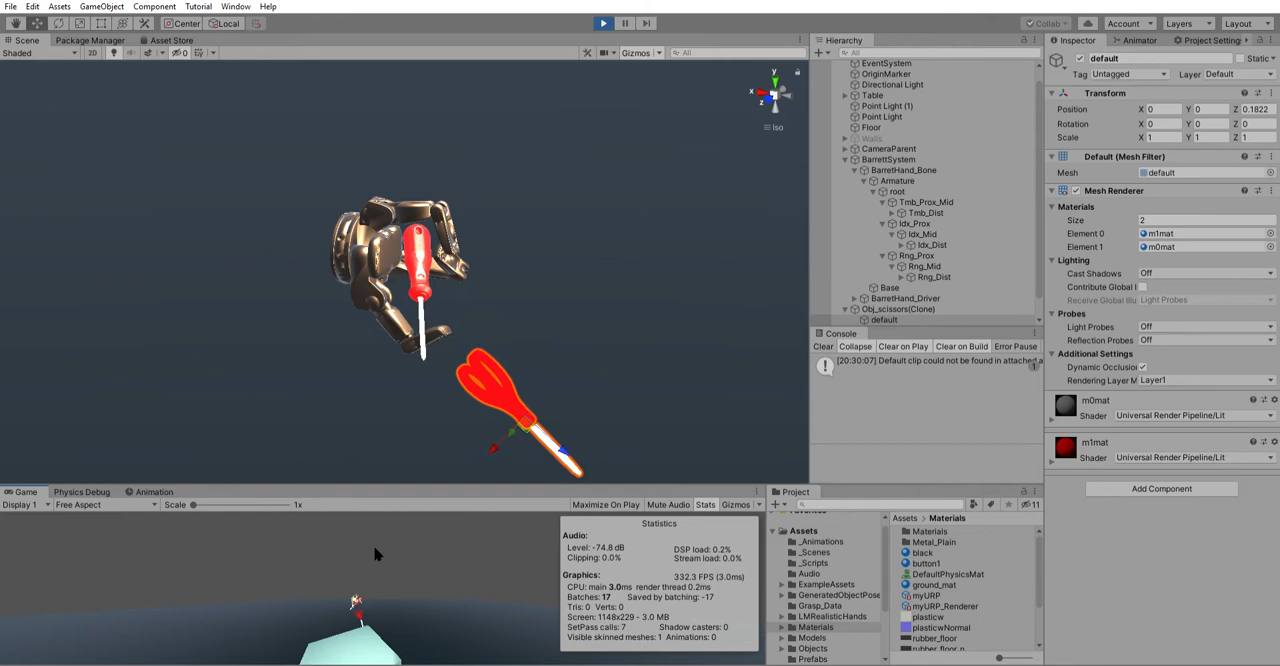 File Edit Assets GameObject Component Tutorial Window Help
Center Local Collab Account Layers Layout
Scene Package Manager Asset Store
Shaded 2D 0 Gizmos All
y
x
z
Iso
Hierarchy
All
EventSystem
OriginMarker
Directional Light
Table
Point Light (1)
Point Light
Floor
Walls
CameraParent
BarrettSystem
BarretHand_Bone
Armature
root
Tmb_Prox_Mid
Tmb_Dist
Idx_Prox
Idx_Mid
Idx_Dist
Rng_Prox
Rng_Mid
Rng_Dist
Base
BarretHand_Driver
Obj_scissors(Clone)
default
Console
Clear Collapse Clear on Play Clear on Build Error Pause
[20:30:07] Default clip could not be found in attached a
1
Inspector Animator Project Setting
default Static
Tag Untagged Layer Default
Transform
Position X 0 Y 0 Z 0.1822
Rotation X 0 Y 0 Z 0
Scale X 1 Y 1 Z 1
Default (Mesh Filter)
Mesh default
Mesh Renderer
Materials
Size 2
Element 0 m1mat
Element 1 m0mat
Lighting
Cast Shadows Off
Contribute Global I
Receive Global Illu Light Probes
Probes
Light Probes Off
Reflection Probes Off
Additional Settings
Dynamic Occlusio
Rendering Layer M Layer1
m0mat
Shader Universal Render Pipeline/Lit
m1mat
Shader Universal Render Pipeline/Lit
Add Component
Game Physics Debug Animation
Display 1 Free Aspect Scale 1x Maximize On Play Mute Audio Stats Gizmos
Statistics
Audio:
Level: -74.8 dB DSP load: 0.2%
Clipping: 0.0% Stream load: 0.0%
Graphics: 332.3 FPS (3.0ms)
CPU: main 3.0ms render thread 0.2ms
Batches: 17 Saved by batching: -17
Tris: 0 Verts: 0
Screen: 1148x229 - 3.0 MB
SetPass calls: 7 Shadow casters: 0
Visible skinned meshes: 1 Animations: 0
Project
11
Favorites
Assets
_Animations
_Scenes
_Scripts
Audio
ExampleAssets
GeneratedObjectPose
Grasp_Data
LMRealisticHands
Materials
Models
Objects
Prefabs
Assets > Materials
Materials
Metal_Plain
black
button1
DefaultPhysicsMat
ground_mat
myURP
myURP_Renderer
plasticw
plasticwNormal
rubber_floor
rubber_floor_n